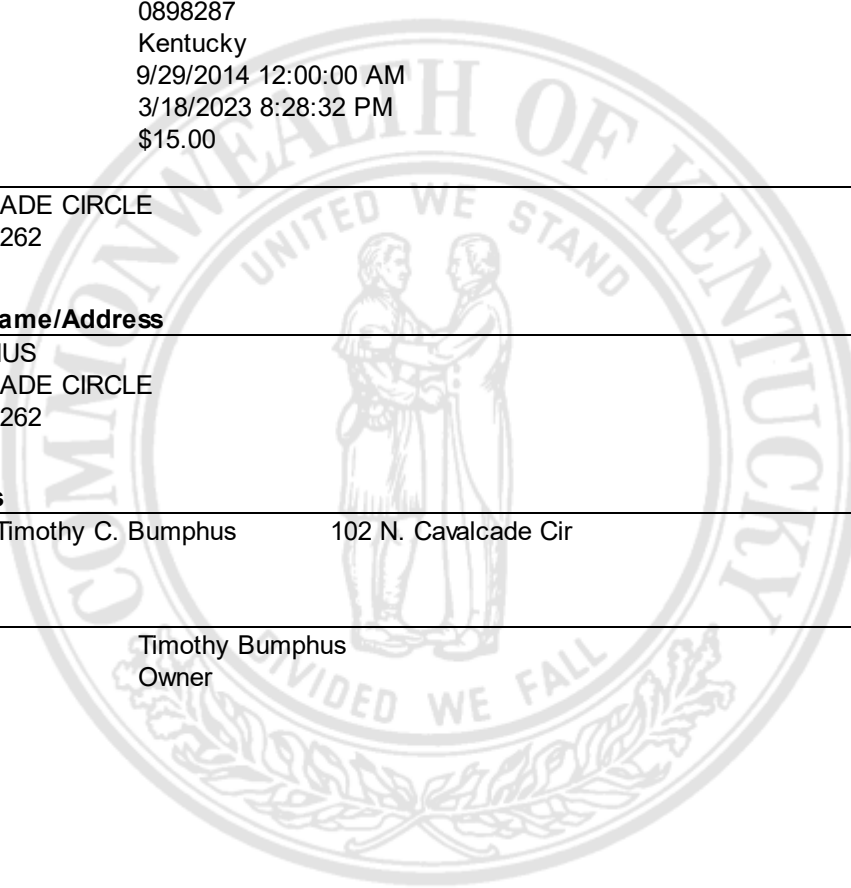 0898287
Kentucky
9/29/2014 12:00:00 AM
3/18/2023 8:28:32 PM
$15.00
ADE CIRCLE
262
ame/Address
US
ADE CIRCLE
262
s
Timothy C. Bumphus 102 N. Cavalcade Cir
Timothy Bumphus
Owner
COMMONWEALTH OF KENTUCKY
UNITED WE STAND
DIVIDED WE FALL